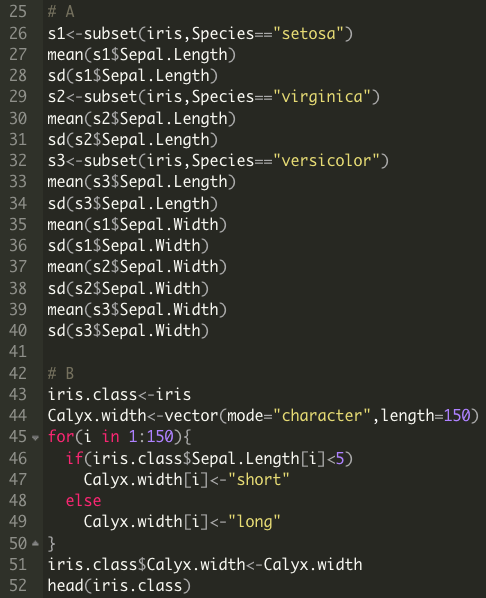 25 # A
26 s1<-subset(iris,Species=="setosa")
27 mean(s1$Sepal.Length)
28 sd(s1$Sepal.Length)
29 s2<-subset(iris,Species=="virginica")
30 mean(s2$Sepal.Length)
31 sd(s2$Sepal.Length)
32 s3<-subset(iris,Species=="versicolor")
33 mean(s3$Sepal.Length)
34 sd(s3$Sepal.Length)
35 mean(s1$Sepal.Width)
36 sd(s1$Sepal.Width)
37 mean(s2$Sepal.Width)
38 sd(s2$Sepal.Width)
39 mean(s3$Sepal.Width)
40 sd(s3$Sepal.Width)
41
42 # B
43 iris.class<-iris
44 Calyx.width<-vector(mode="character",length=150)
45 for(i in 1:150){
46   if(iris.class$Sepal.Length[i]<5)
47     Calyx.width[i]<-"short"
48   else
49     Calyx.width[i]<-"long"
50 }
51 iris.class$Calyx.width<-Calyx.width
52 head(iris.class)